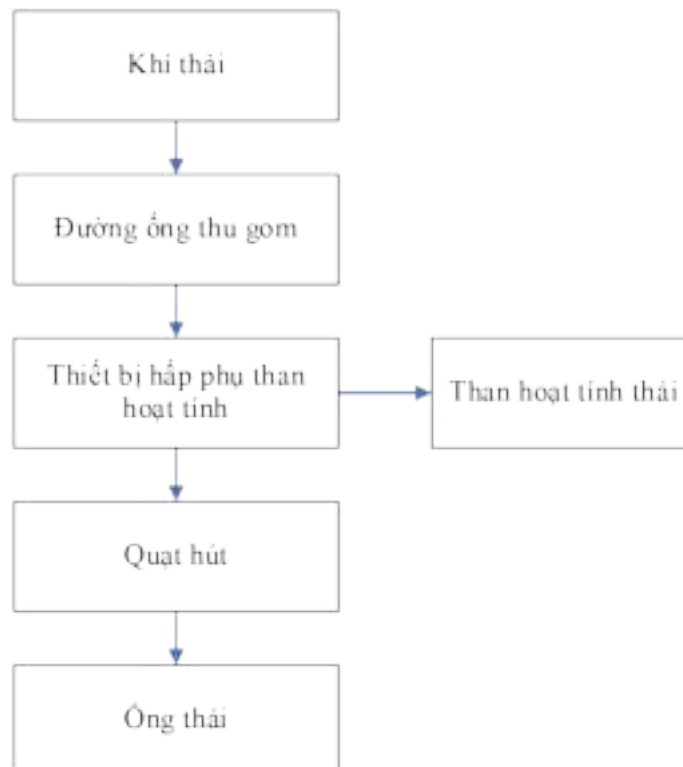 Khí thải
Đường ống thu gom
Thiết bị hấp phụ than
hoạt tính
Than hoạt tính thải
Quạt hút
Ống thải